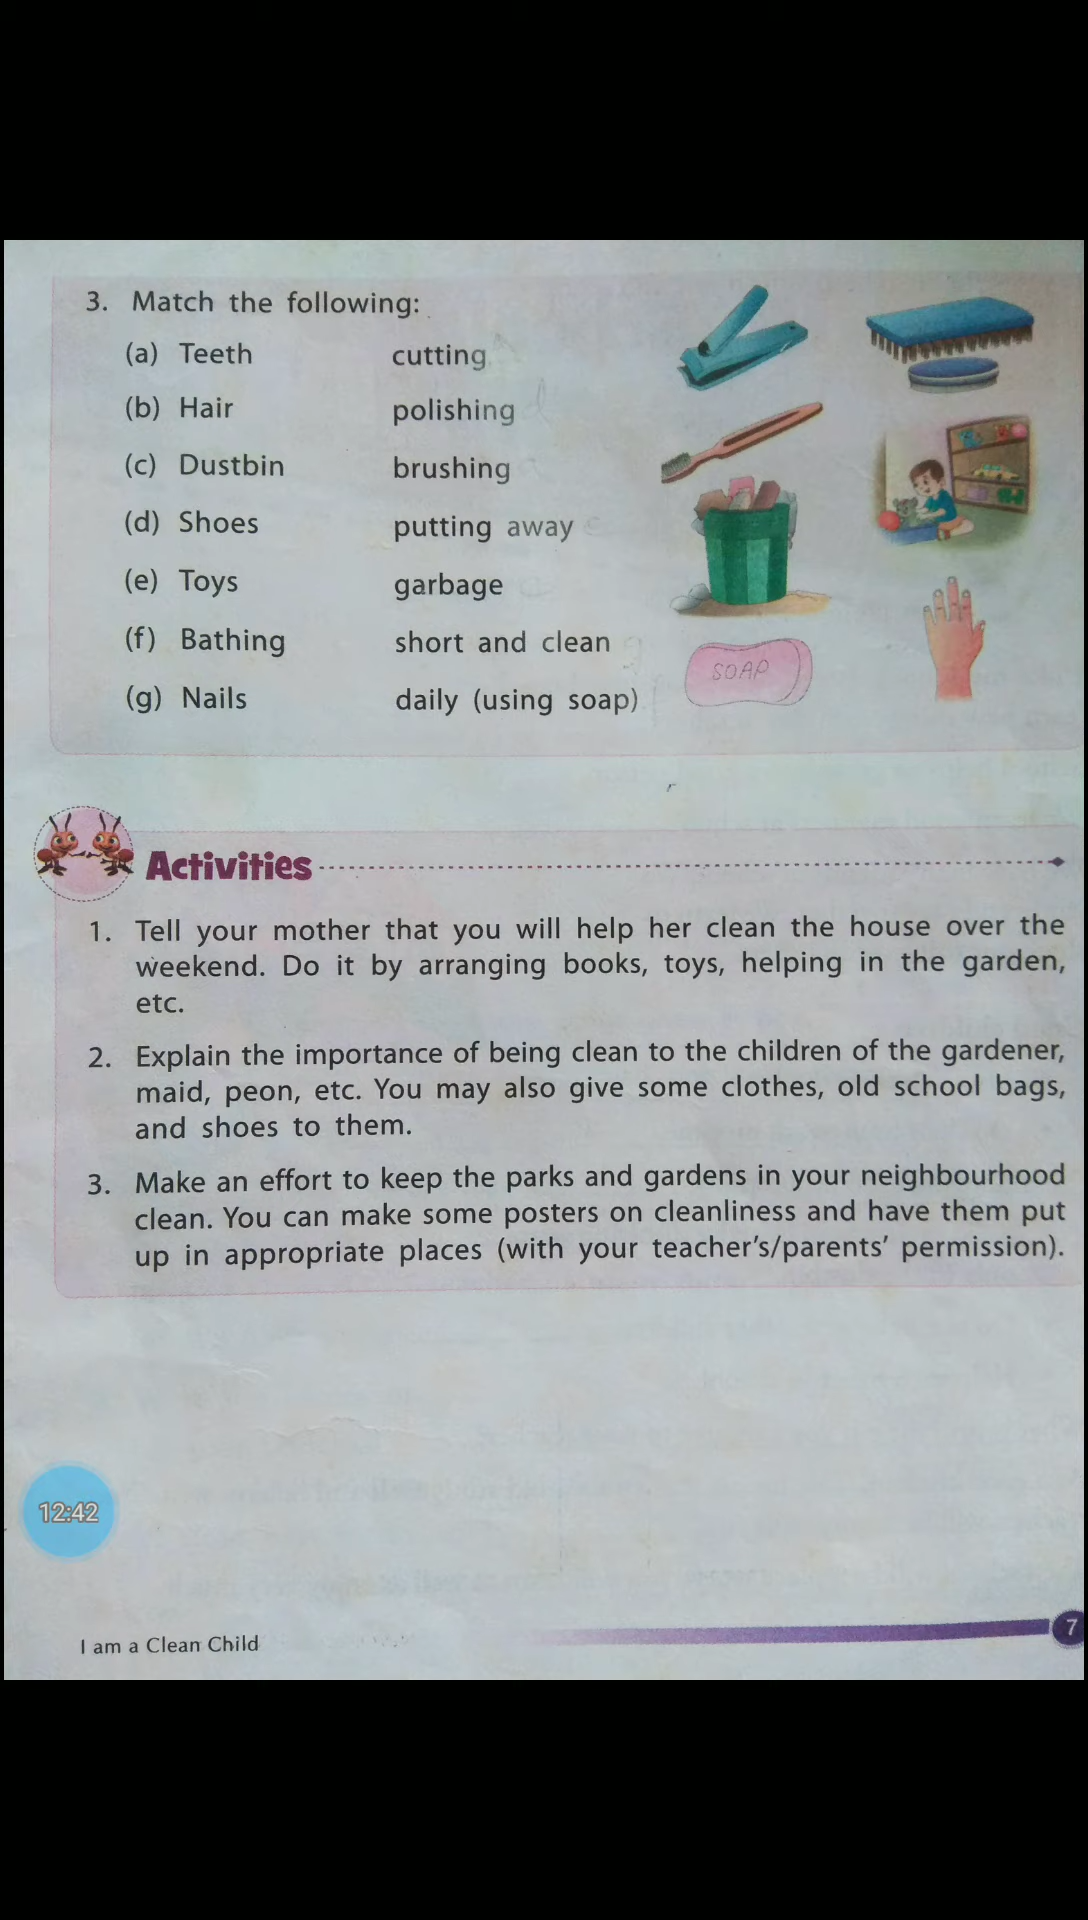 3. Match the following:
(a) Teeth cutting
(b) Hair polishing
(c) Dustbin brushing
(d) Shoes putting away
(e) Toys garbage
(f) Bathing short and clean
(g) Nails daily (using soap)
SOAP
Activities
1. Tell your mother that you will help her clean the house over the
weekend. Do it by arranging books, toys, helping in the garden,
etc.
2. Explain the importance of being clean to the children of the gardener,
maid, peon, etc. You may also give some clothes, old school bags,
and shoes to them.
3. Make an effort to keep the parks and gardens in your neighbourhood
clean. You can make some posters on cleanliness and have them put
up in appropriate places (with your teacher's/parents' permission).
12:42
I am a Clean Child
7